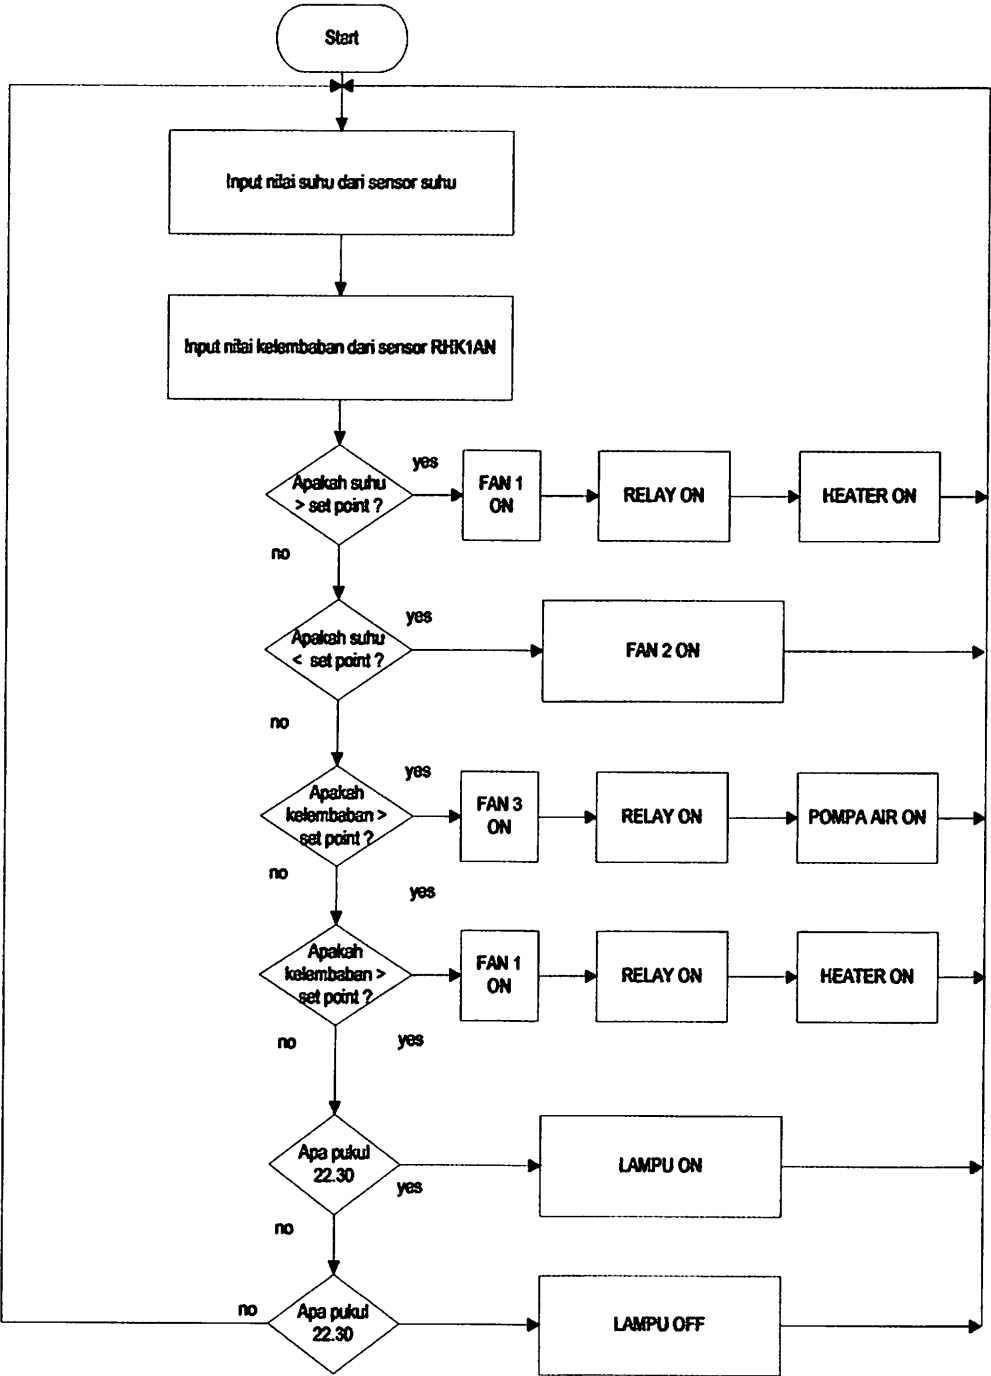 Start
Input nilai suhu dari sensor suhu
Input nilai kelembaban dari sensor RHK1AN
Apakah suhu
> set point ?
yes
FAN 1
ON
RELAY ON
HEATER ON
no
Apakah suhu
< set point ?
yes
FAN 2 ON
no
Apakah
kelembaban >
set point ?
yes
FAN 3
ON
RELAY ON
POMPA AIR ON
no
yes
Apakah
kelembaban >
set point ?
FAN 1
ON
RELAY ON
HEATER ON
no
yes
Apa pukul
22.30
yes
LAMPU ON
no
Apa pukul
22.30
no
LAMPU OFF